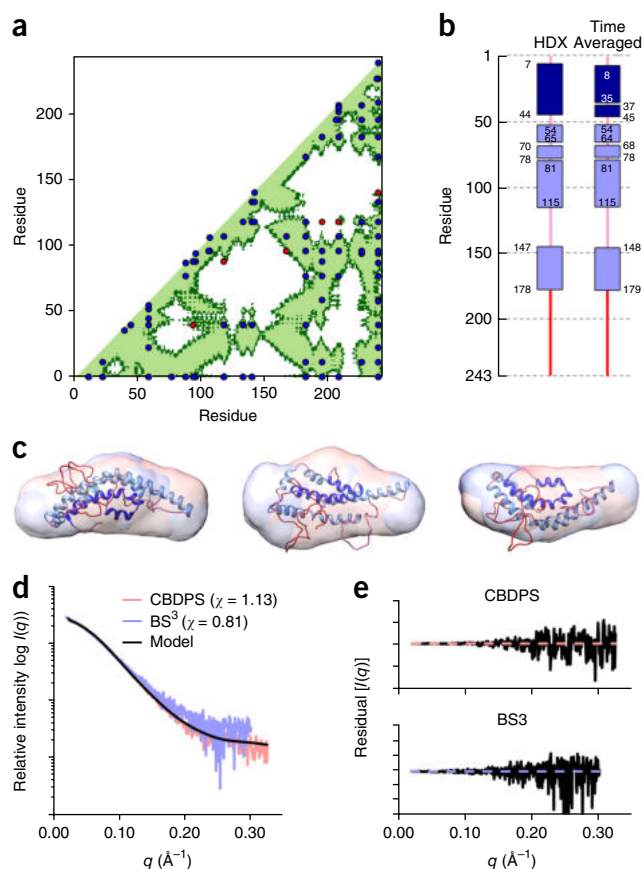 a
Residue
200
150
100
50
0
0 50 100 150 200
Residue
b
HDX
Time
Averaged
Residue
1
50
100
150
200
243
7
44
54
65
70
78
81
115
147
178
8
35
37
45
54
64
68
78
81
115
148
179
c
d
Relative intensity log I(q))
CBDPS (χ = 1.13)
BS³ (χ = 0.81)
Model
0.00 0.10 0.20 0.30
q (Å⁻¹)
e
CBDPS
Residual [I(q)]
BS3
0.00 0.10 0.20 0.30
q (Å⁻¹)